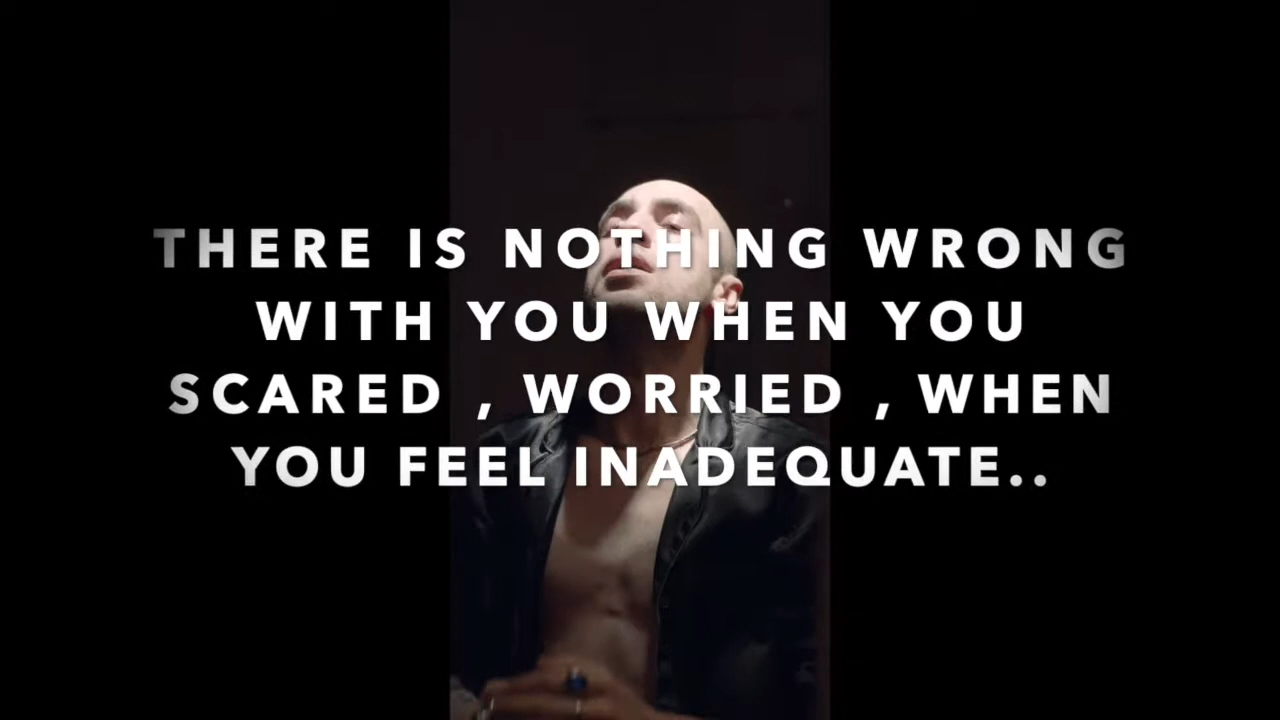 THERE IS NOTHING WRONG
WITH YOU WHEN YOU
SCARED , WORRIED , WHEN
YOU FEEL INADEQUATE..